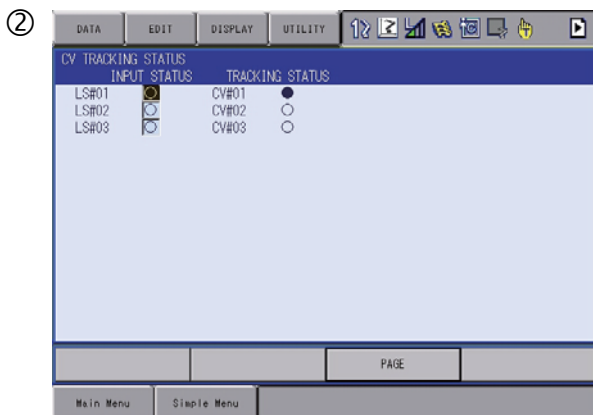 ②
DATA EDIT DISPLAY UTILITY
CV TRACKING STATUS
INPUT STATUS TRACKING STATUS
LS#01 CV#01
LS#02 CV#02
LS#03 CV#03
PAGE
Main Menu Simple Menu